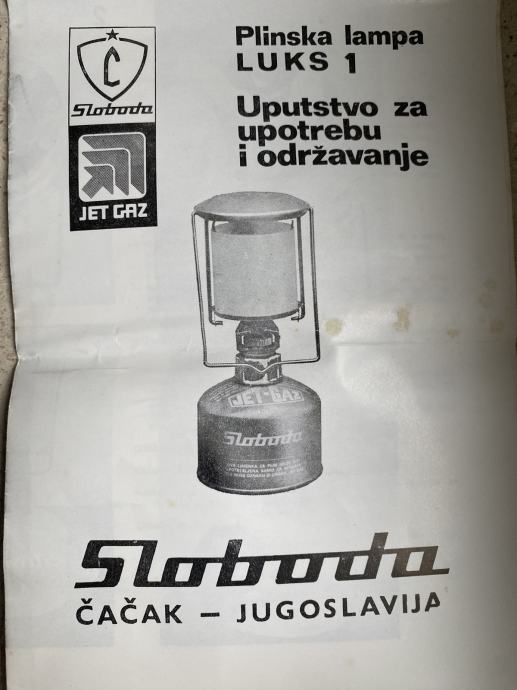 Č
Sloboda
JET GAZ
Plinska lampa
LUKS 1
Uputstvo za
upotrebu
i održavanje
JET-GAZ
Sloboda
Sloboda
ČAČAK – JUGOSLAVIJA